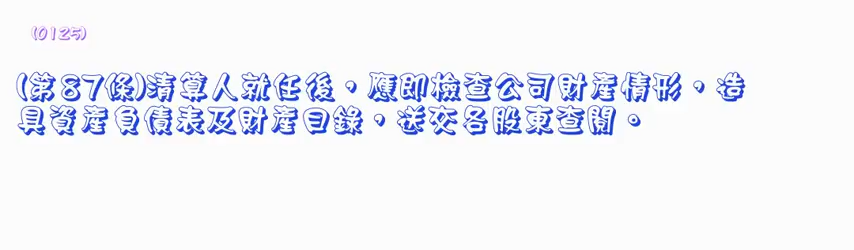 (0125)
(第87條)清算人就任後，應即檢查公司財產情形，造
具資產負債表及財產目錄，送交各股東查閱。